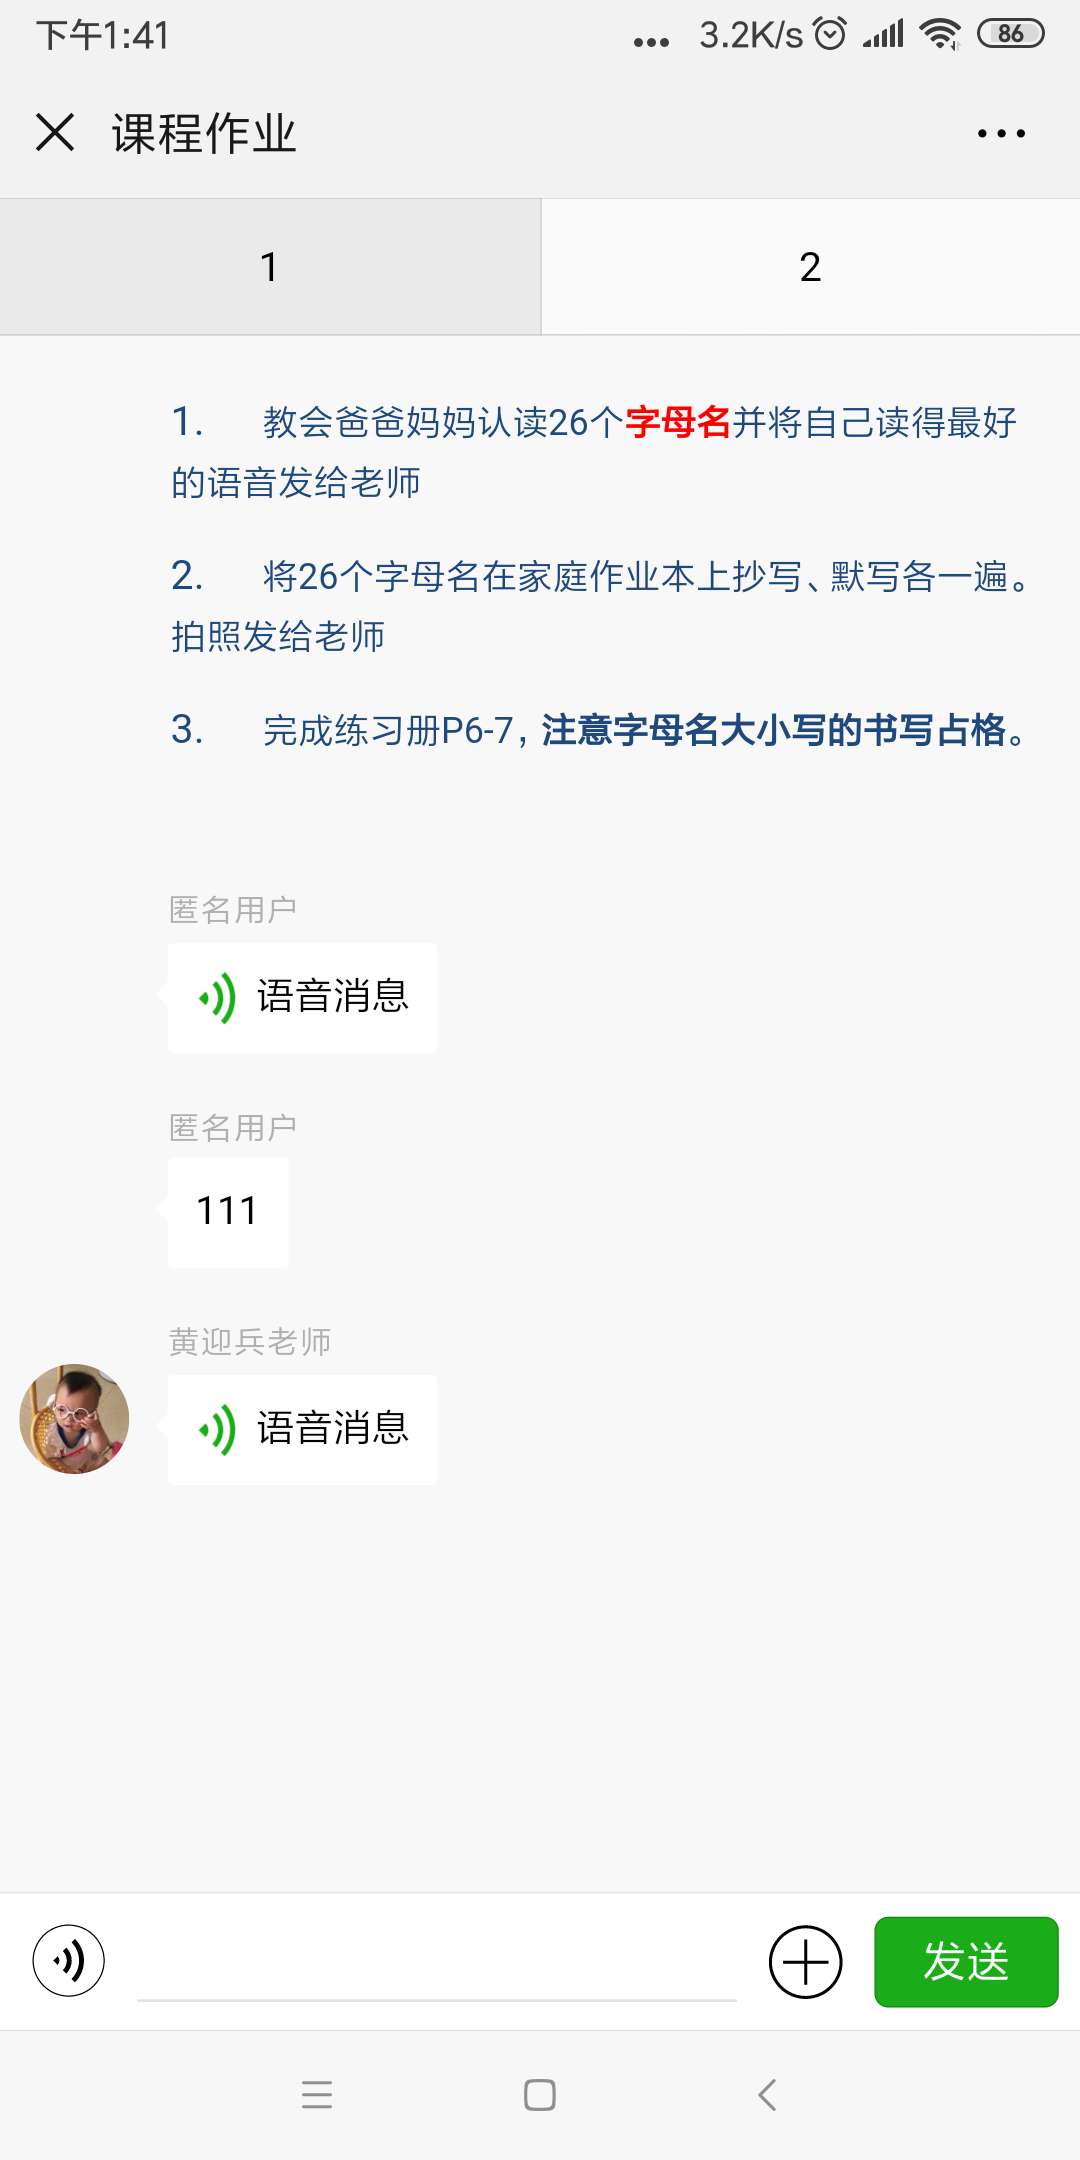 下午1:41
... 3.2K/s 86
课程作业
1
2
1. 教会爸爸妈妈认读26个字母名并将自己读得最好
的语音发给老师
2. 将26个字母名在家庭作业本上抄写、默写各一遍。
拍照发给老师
3. 完成练习册P6-7，注意字母名大小写的书写占格。
匿名用户
语音消息
匿名用户
111
黄迎兵老师
语音消息
发送